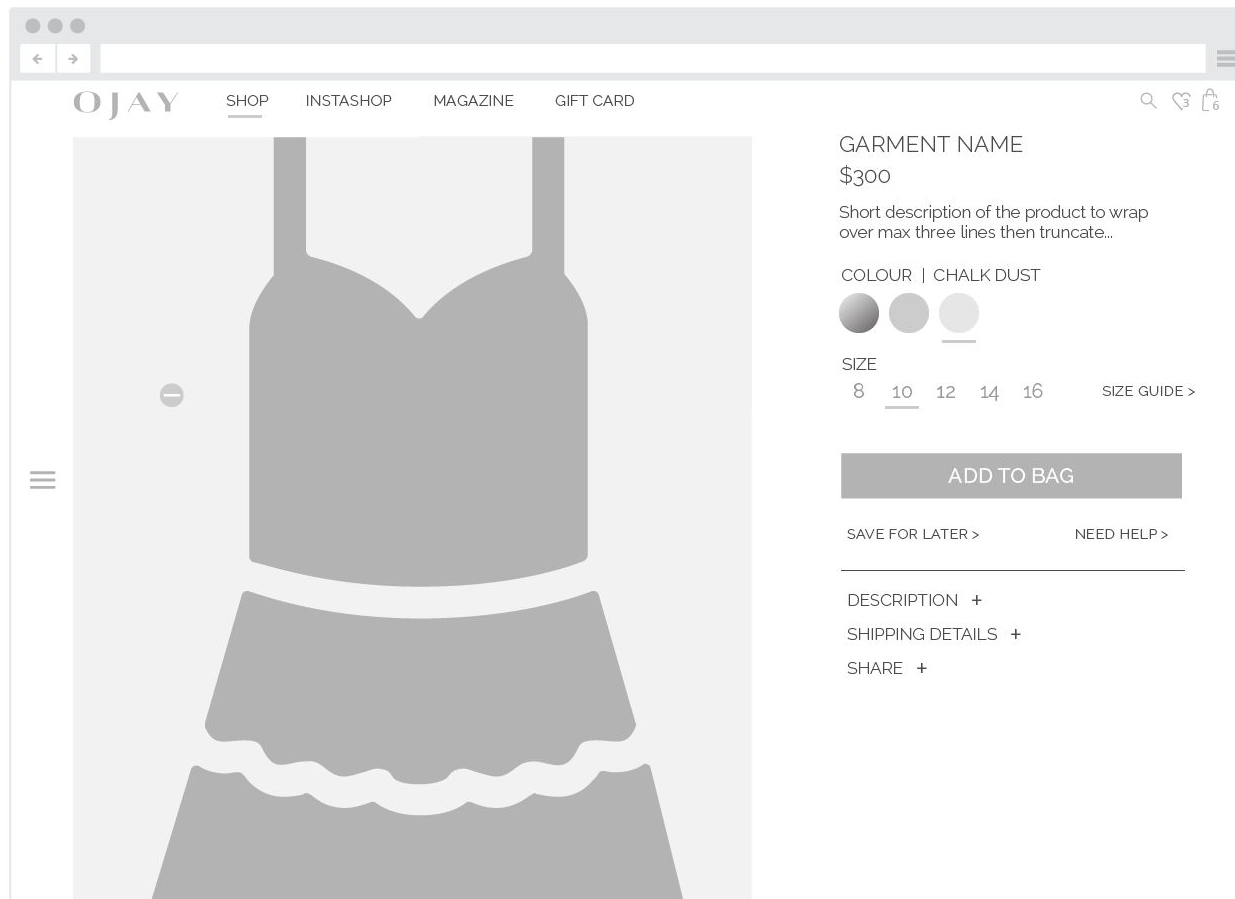 OJAY
SHOP INSTASHOP MAGAZINE GIFT CARD
3 6
GARMENT NAME
$300
Short description of the product to wrap
over max three lines then truncate...
COLOUR | CHALK DUST
SIZE
8 10 12 14 16 SIZE GUIDE >
ADD TO BAG
SAVE FOR LATER > NEED HELP >
DESCRIPTION +
SHIPPING DETAILS +
SHARE +